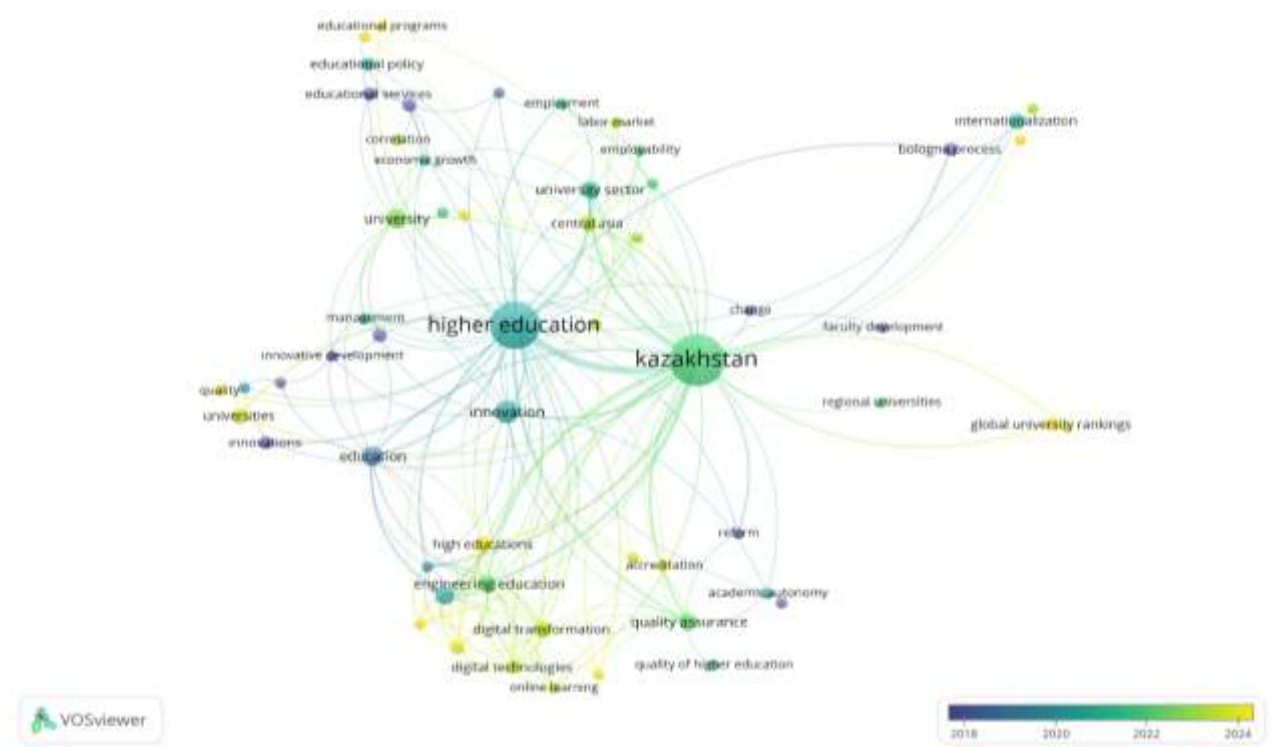 educational programs
educational policy
educational services
employment
labor market
internationalization
correlation
employability
bologna process
economic growth
university sector
university
central asia
change
management
higher education
faculty development
innovative development
kazakhstan
quality
regional universities
universities
innovation
global university rankings
innovations
education
reform
high educations
accreditation
engineering education
academic autonomy
quality assurance
digital transformation
digital technologies
quality of higher education
online learning
VOSviewer
2018 2020 2022 2024